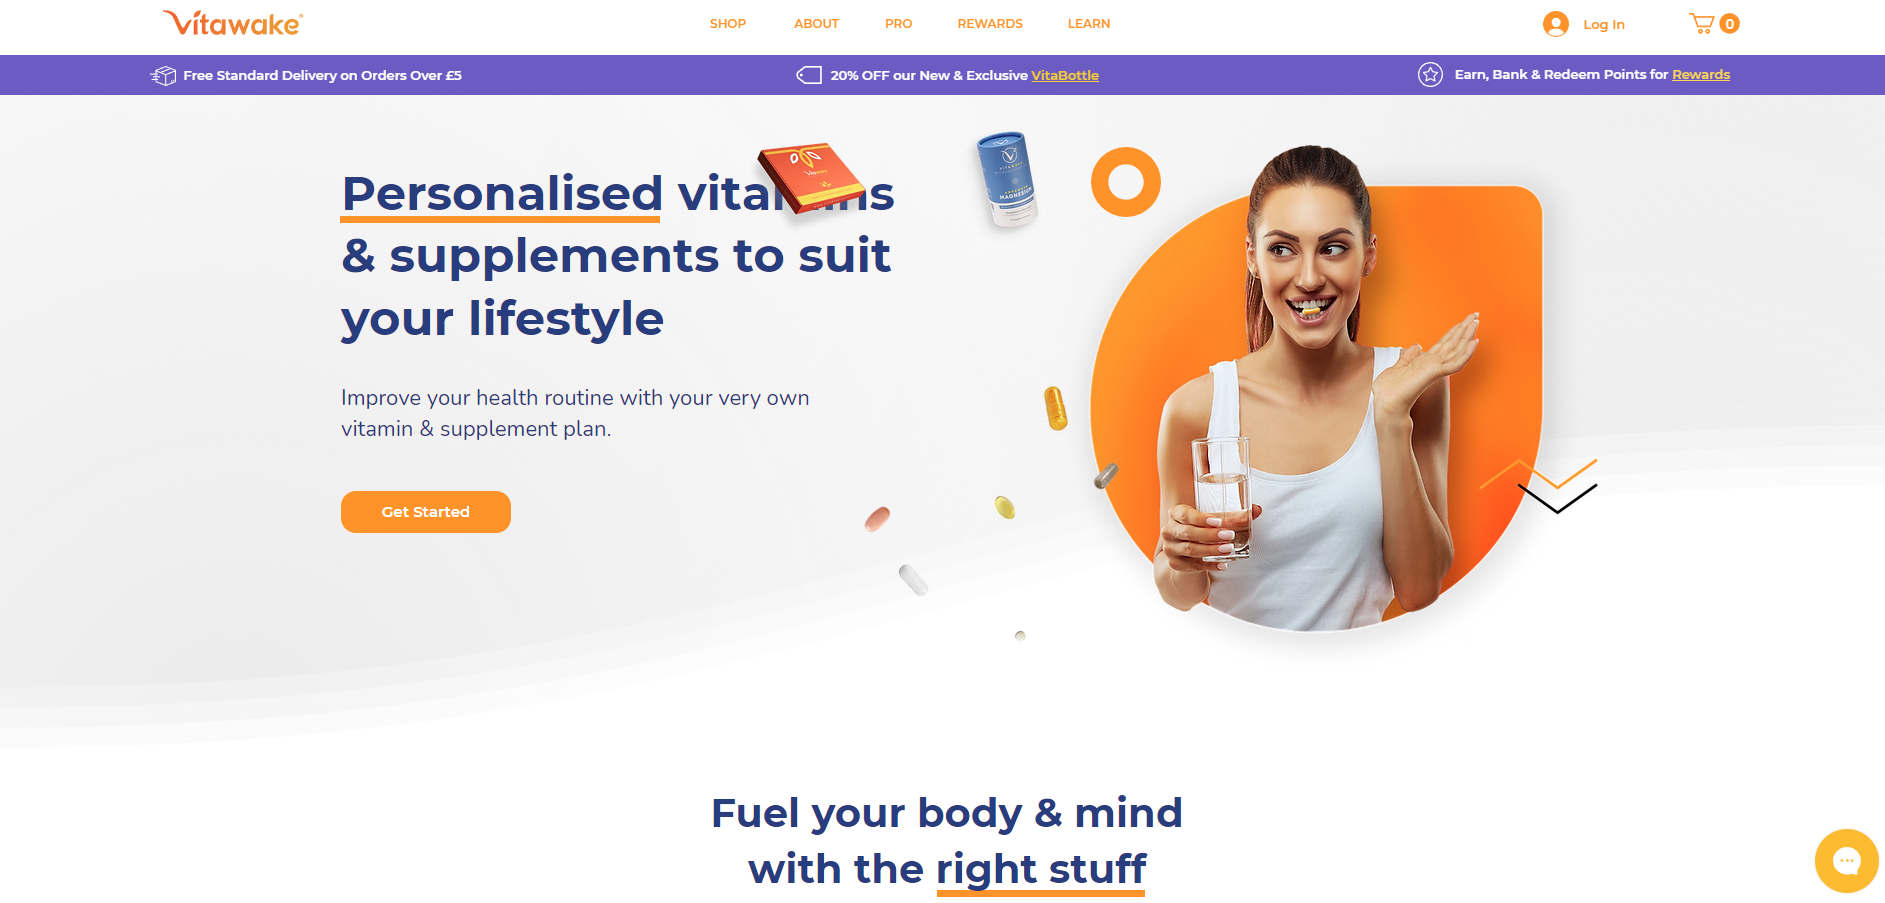 Vitawake
SHOP ABOUT PRO REWARDS LEARN
Log In
0
Free Standard Delivery on Orders Over £5
20% OFF our New & Exclusive VitaBottle
Earn, Bank & Redeem Points for Rewards
Personalised vitamins
& supplements to suit
your lifestyle
MAGNESIUM
Improve your health routine with your very own
vitamin & supplement plan.
Get Started
Fuel your body & mind
with the right stuff